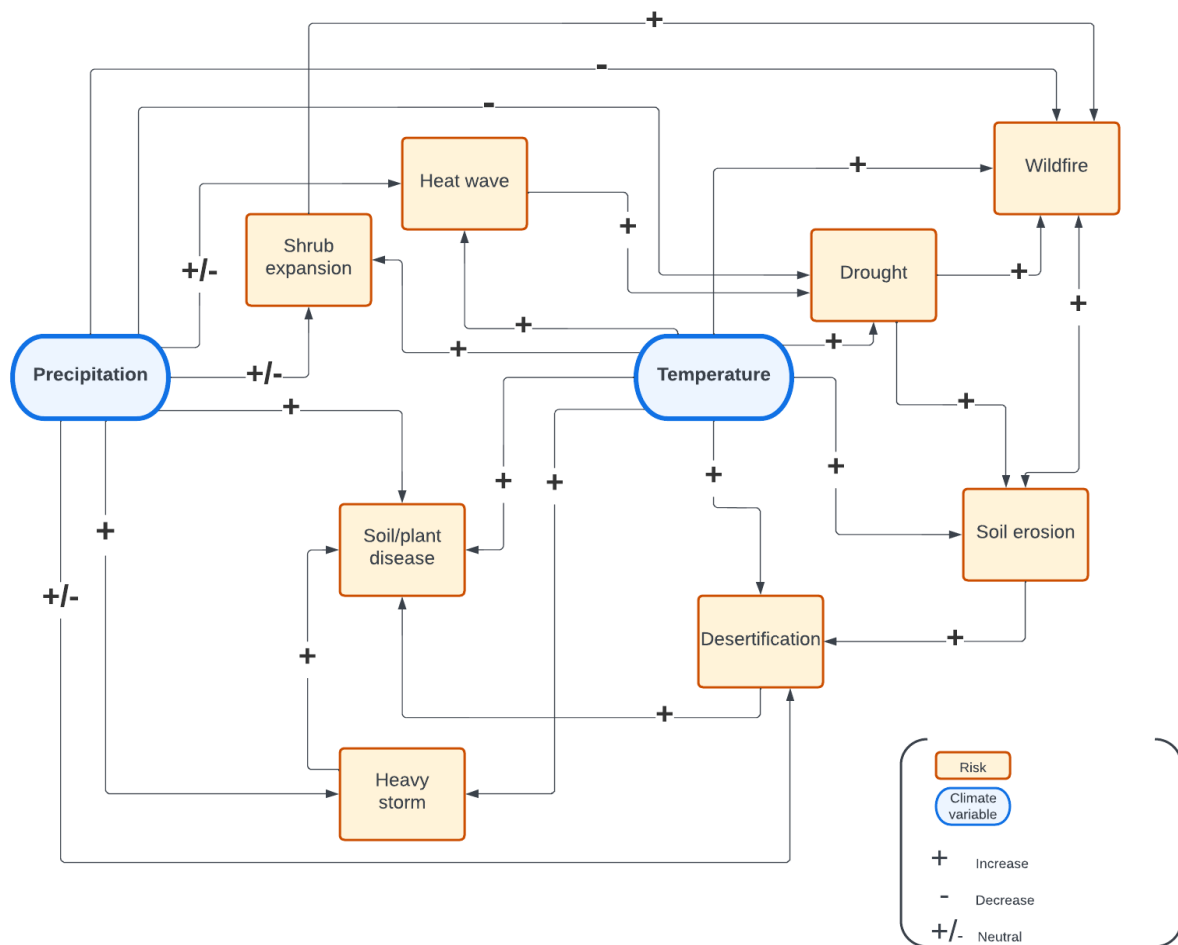 +
-
-
Heat wave
Wildfire
+
Shrub
expansion
+
Drought
+/-
+
+
+
+
+
Precipitation
+/-
Temperature
+
+
+
+
+
+
+
Soil/plant
disease
Soil erosion
+
+/-
Desertification
+
+
+
Heavy
storm
Risk
Climate
variable
+ Increase
- Decrease
+/- Neutral